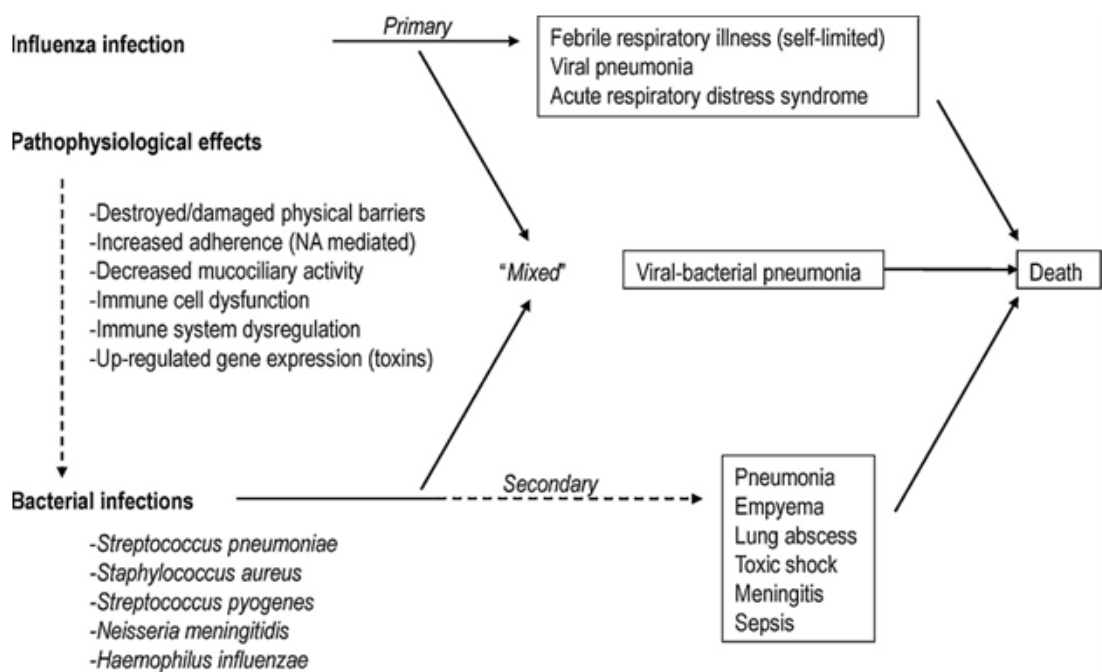 Influenza infection
Primary
Febrile respiratory illness (self-limited)
Viral pneumonia
Acute respiratory distress syndrome
Pathophysiological effects
-Destroyed/damaged physical barriers
-Increased adherence (NA mediated)
-Decreased mucociliary activity
-Immune cell dysfunction
-Immune system dysregulation
-Up-regulated gene expression (toxins)
“Mixed”
Viral-bacterial pneumonia
Death
Bacterial infections
-Streptococcus pneumoniae
-Staphylococcus aureus
-Streptococcus pyogenes
-Neisseria meningitidis
-Haemophilus influenzae
Secondary
Pneumonia
Empyema
Lung abscess
Toxic shock
Meningitis
Sepsis